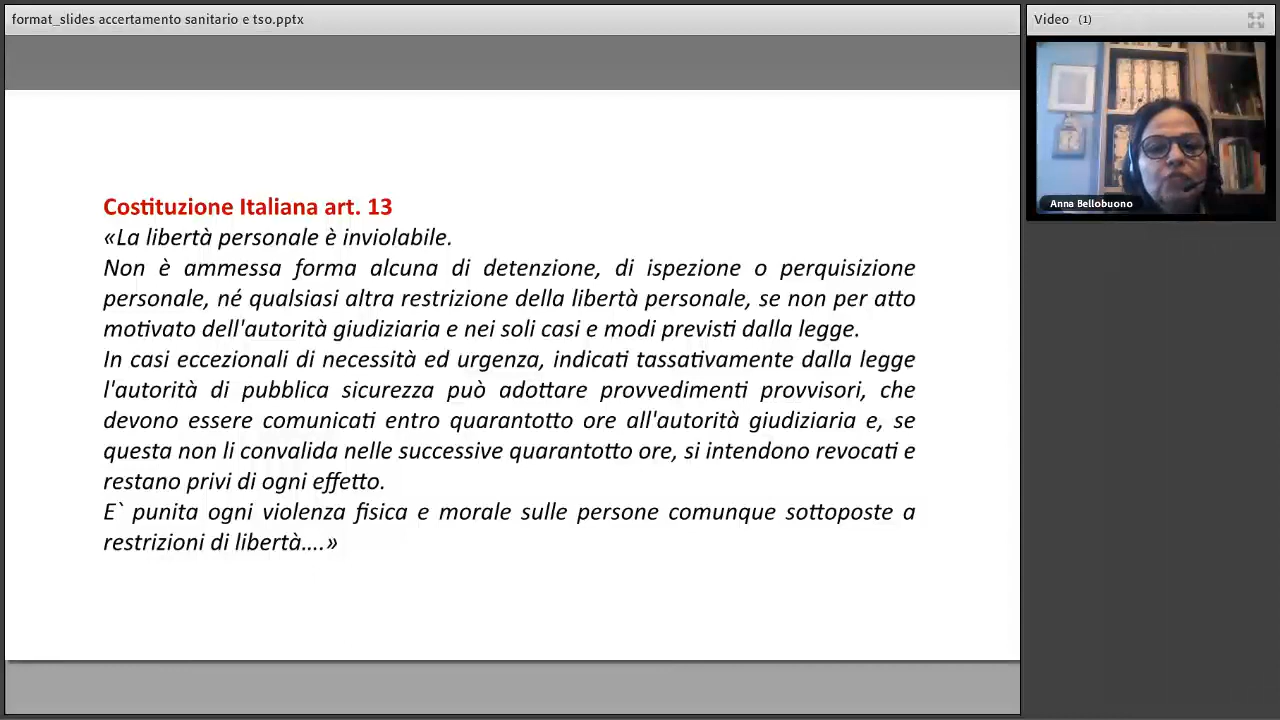 format_slides accertamento sanitario e tso.pptx
Video (1)
Anna Bellobuono
Costituzione Italiana art. 13
«La libertà personale è inviolabile.
Non è ammessa forma alcuna di detenzione, di ispezione o perquisizione
personale, né qualsiasi altra restrizione della libertà personale, se non per atto
motivato dell'autorità giudiziaria e nei soli casi e modi previsti dalla legge.
In casi eccezionali di necessità ed urgenza, indicati tassativamente dalla legge
l'autorità di pubblica sicurezza può adottare provvedimenti provvisori, che
devono essere comunicati entro quarantotto ore all'autorità giudiziaria e, se
questa non li convalida nelle successive quarantotto ore, si intendono revocati e
restano privi di ogni effetto.
E` punita ogni violenza fisica e morale sulle persone comunque sottoposte a
restrizioni di libertà....»